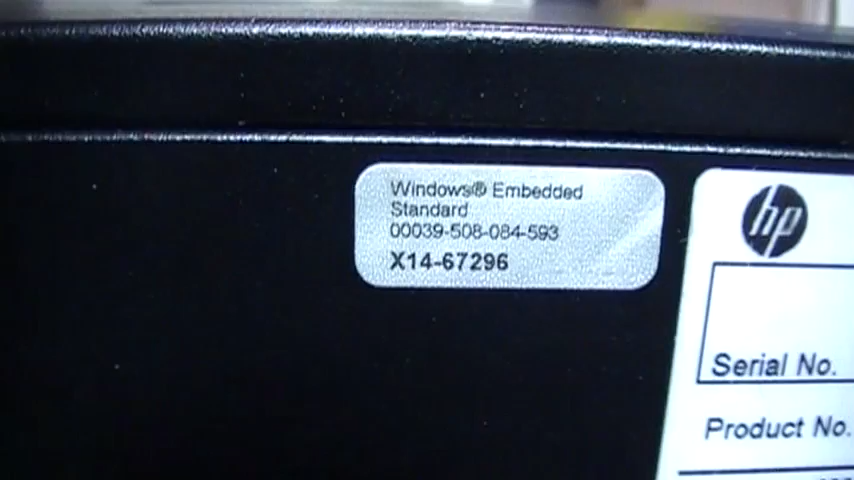 Windows® Embedded
Standard
00039-508-084-593
X14-67296
hp
Serial No.
Product No.